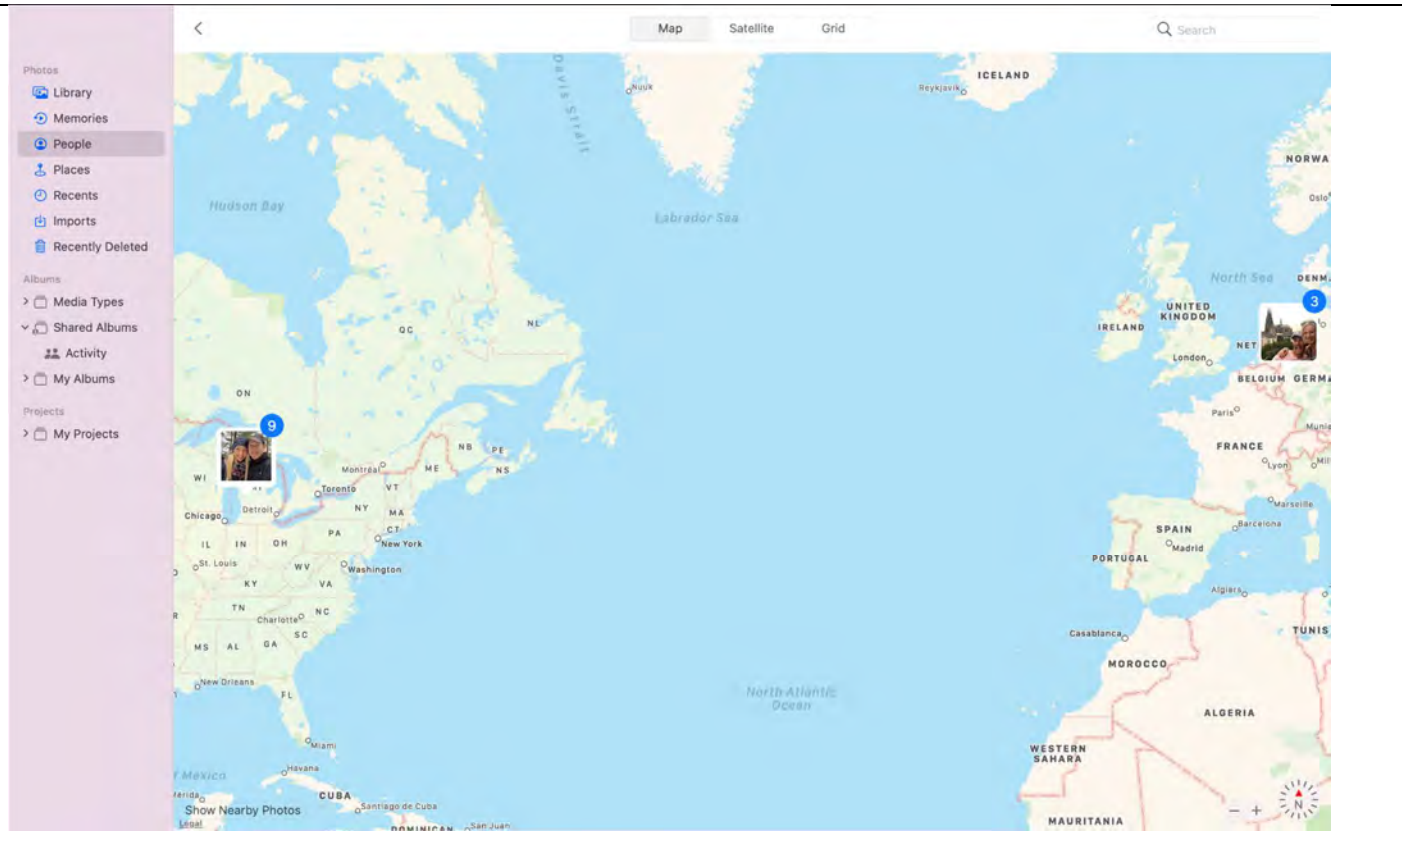 Map Satellite Grid Search
Photos
Library
Memories
People
Places
Recents
Imports
Recently Deleted
Albums
Media Types
Shared Albums
Activity
My Albums
Projects
My Projects
Davis Strait
Nuuk
ICELAND
Reykjavik
NORWA
Oslo
Hudson Bay
Labrador Sea
North Sea
DENM.
3
UNITED
KINGDOM
IRELAND
NET
London
BELGIUM GERMA
QC
NL
ON
9
Paris
Munic
FRANCE
Lyon
Mil
NB
PE
Montréal
ME
NS
WI
Toronto
VT
Marseille
Chicago
Detroit
NY
MA
PA
CT
New York
SPAIN
Barcelona
Madrid
IL
IN
OH
St. Louis
WV
Washington
PORTUGAL
KY
VA
Algiers
TN
NC
Charlotte
SC
Casablanca
TUNIS
MS
AL
GA
MOROCCO
New Orleans
FL
North Atlantic
Ocean
ALGERIA
Miami
WESTERN
SAHARA
f Mexico
Havana
Mérida
CUBA
Show Nearby Photos
Santiago de Cuba
Legal
DOMINICAN
San Juan
MAURITANIA
− +
N